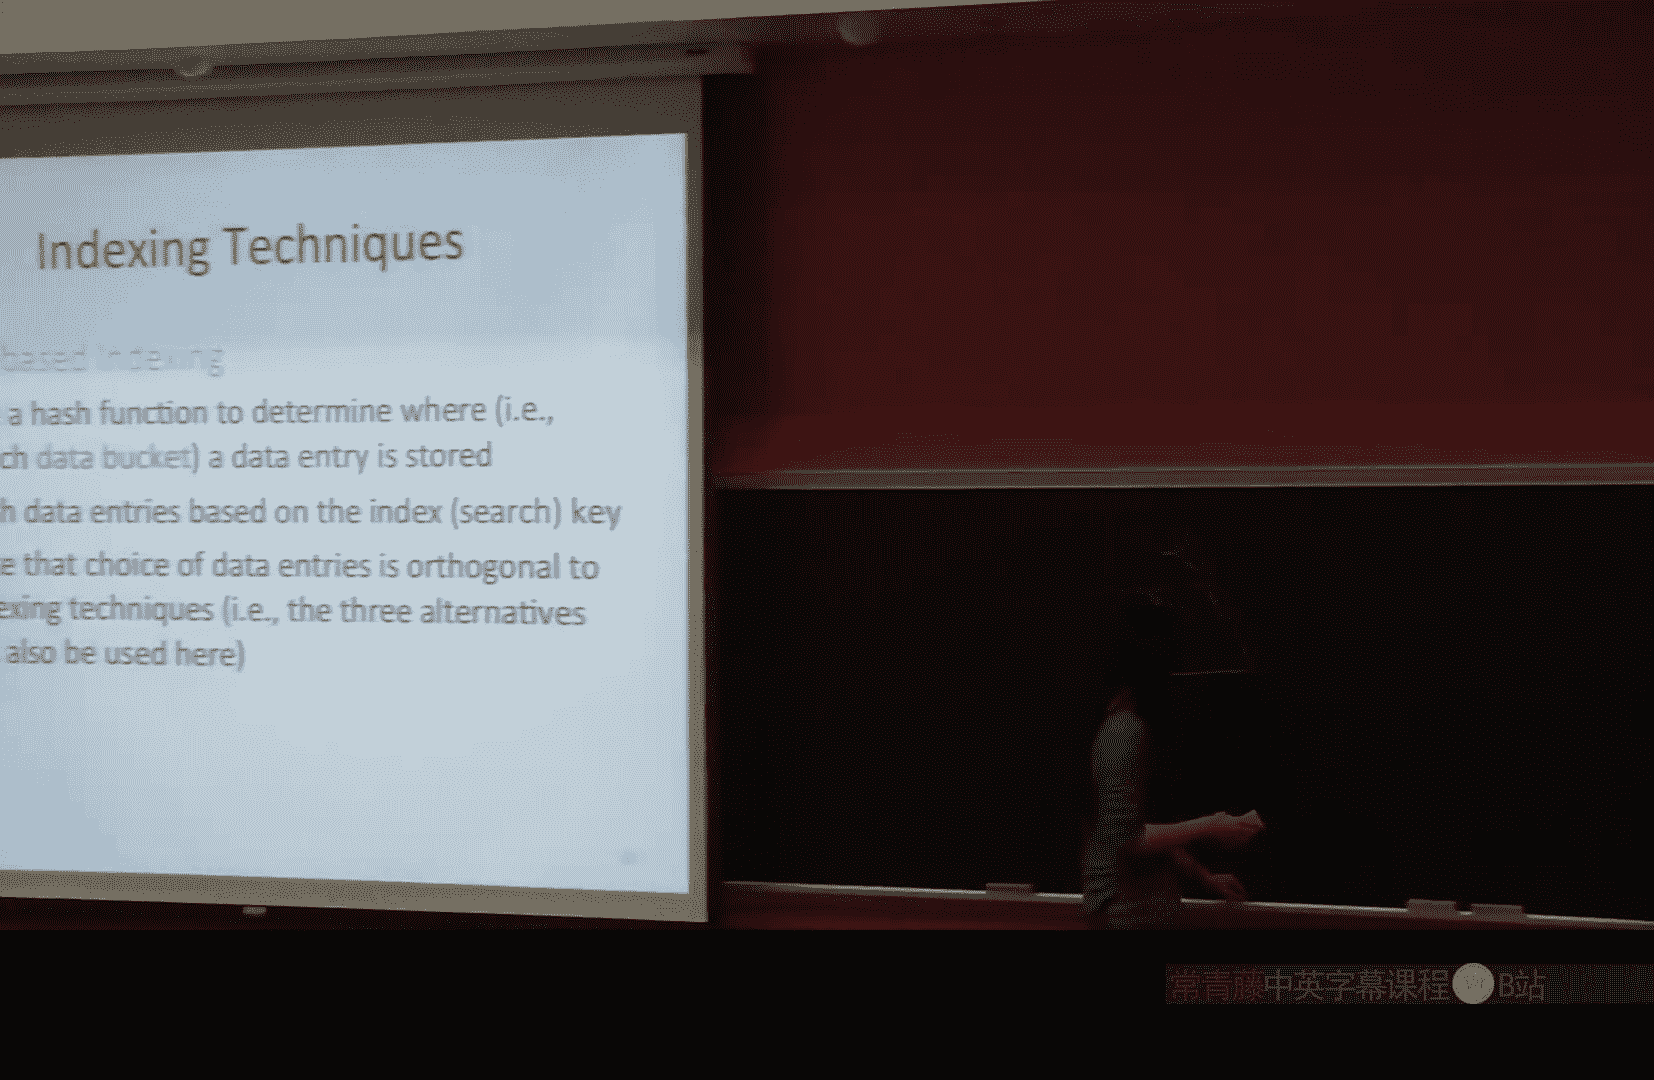 Indexing Techniques
based indexing
a hash function to determine where (i.e.,
ch data bucket) a data entry is stored
h data entries based on the index (search) key
e that choice of data entries is orthogonal to
exing techniques (i.e., the three alternatives
also be used here)
常青藤中英字幕课程 B站